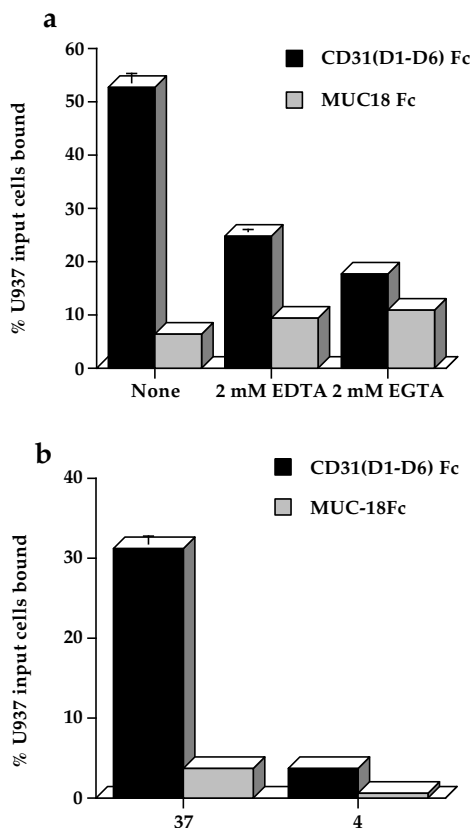 a
60
50
40
30
20
10
0
% U937 input cells bound
CD31(D1-D6) Fc
MUC18 Fc
None 2 mM EDTA 2 mM EGTA
b
40
30
20
10
0
% U937 input cells bound
CD31(D1-D6) Fc
MUC-18Fc
37 4